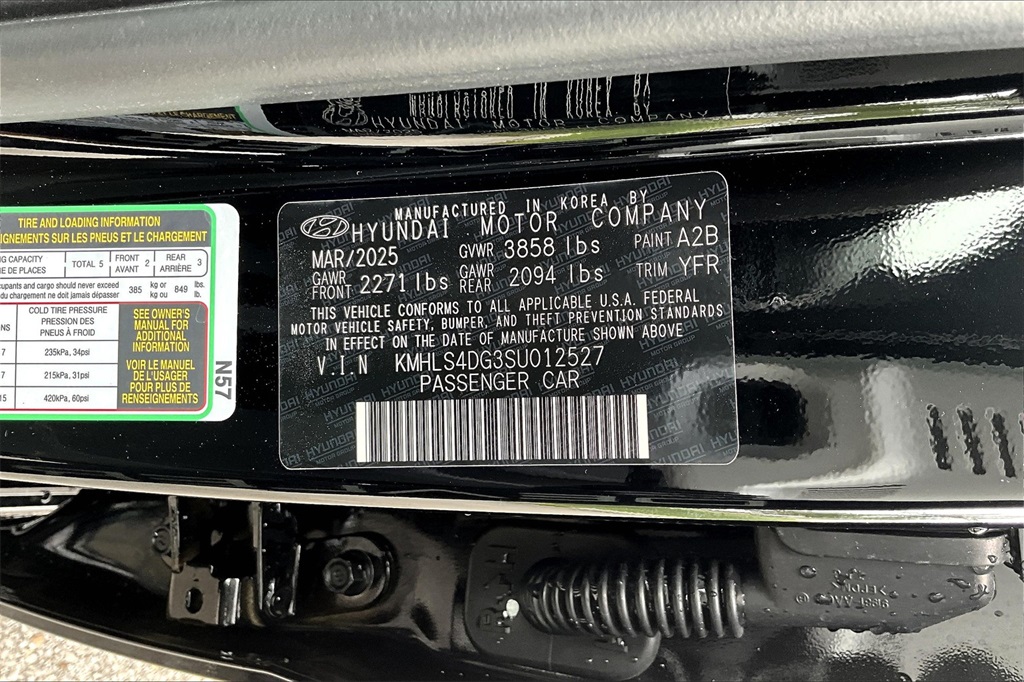 TIRE AND LOADING INFORMATION
EIGNEMENTS SUR LES PNEUS ET LE CHARGEMENT
NG CAPACITY
E DE PLACES
TOTAL 5
FRONT
AVANT 2
REAR
ARRIÈRE 3
upants and cargo should never exceed
du chargement ne doit jamais dépasser
385
kg or
kg ou
849
lbs.
lb.
COLD TIRE PRESSURE
PRESSION DES
PNEUS À FROID
235kPa, 34psi
215kPa, 31psi
420kPa, 60psi
SEE OWNER'S
MANUAL FOR
ADDITIONAL
INFORMATION
VOIR LE MANUEL
DE L'USAGER
POUR PLUS DE
RENSEIGNEMENTS
N57
MANUFACTURED IN KOREA BY
HYUNDAI MOTOR COMPANY
MAR/2025 GVWR 3858 lbs PAINT A2B
GAWR FRONT 2271 lbs GAWR REAR 2094 lbs TRIM YFR
THIS VEHICLE CONFORMS TO ALL APPLICABLE U.S.A. FEDERAL
MOTOR VEHICLE SAFETY, BUMPER, AND THEFT PREVENTION STANDARDS
IN EFFECT ON THE DATE OF MANUFACTURE SHOWN ABOVE
V.I.N KMHLS4DG3SU012527
PASSENGER CAR